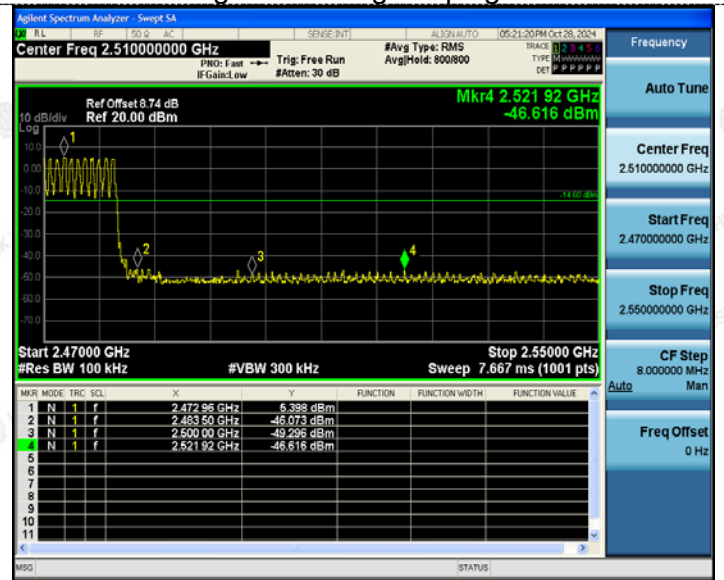 Agilent Spectrum Analyzer - Swept SA
RL RF 50 Ω AC SENSE:INT ALIGN AUTO 05:21:20 PM Oct 28, 2024
Center Freq 2.510000000 GHz #Avg Type: RMS TRACE 1 2 3 4 5 6
PNO: Fast Trig: Free Run Avg|Hold: 800/800 TYPE M WWWWW
IFGain:Low #Atten: 30 dB DET P P P P P P
Ref Offset 8.74 dB Mkr4 2.521 92 GHz
10 dB/div Ref 20.00 dBm -46.616 dBm
Log
10.0
0.00
-10.0
-14.60 dBm
-20.0
-30.0
-40.0
-50.0
-60.0
-70.0
1
2
3
4
Start 2.47000 GHz Stop 2.55000 GHz
#Res BW 100 kHz #VBW 300 kHz Sweep 7.667 ms (1001 pts)
MKR MODE TRC SCL X Y FUNCTION FUNCTION WIDTH FUNCTION VALUE
1 N 1 f 2.472 96 GHz 5.398 dBm
2 N 1 f 2.483 50 GHz -46.073 dBm
3 N 1 f 2.500 00 GHz -49.296 dBm
4 N 1 f 2.521 92 GHz -46.616 dBm
5
6
7
8
9
10
11
MSG STATUS
Frequency
Auto Tune
Center Freq
2.510000000 GHz
Start Freq
2.470000000 GHz
Stop Freq
2.550000000 GHz
CF Step
8.000000 MHz
Auto Man
Freq Offset
0 Hz